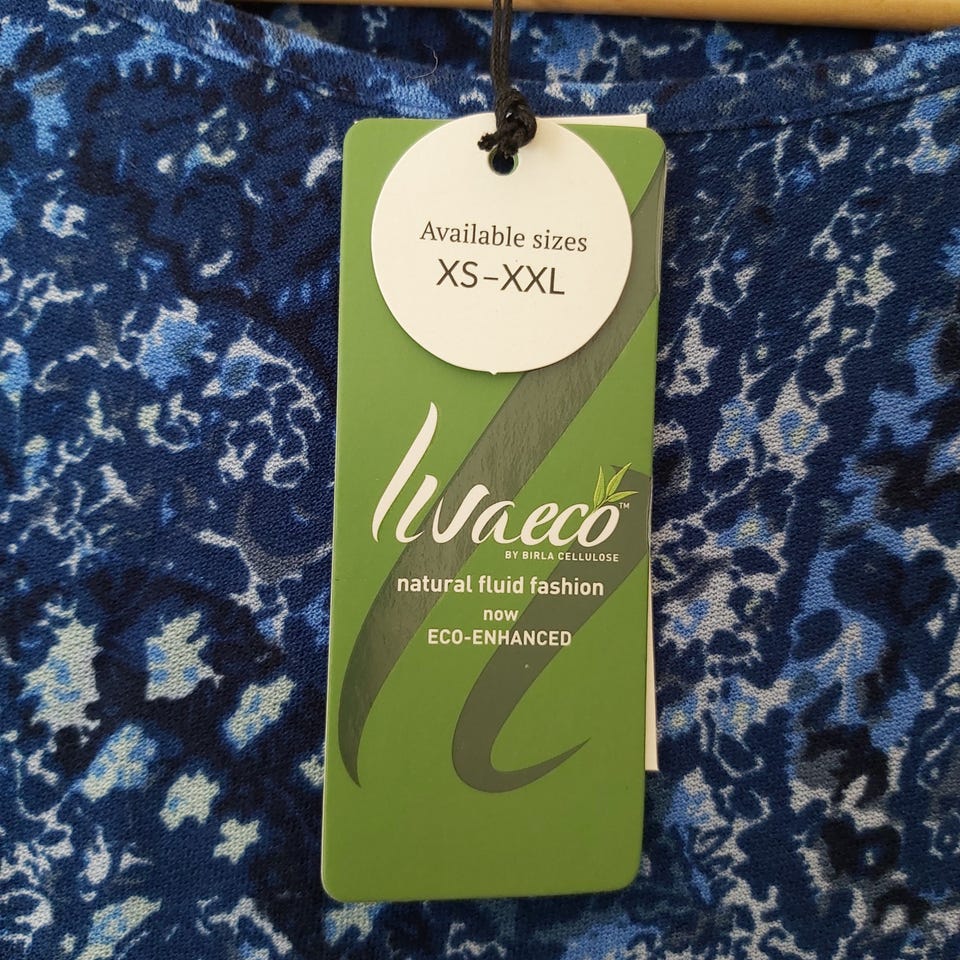 Available sizes
XS–XXL
Livaeco™
BY BIRLA CELLULOSE
natural fluid fashion
now
ECO-ENHANCED